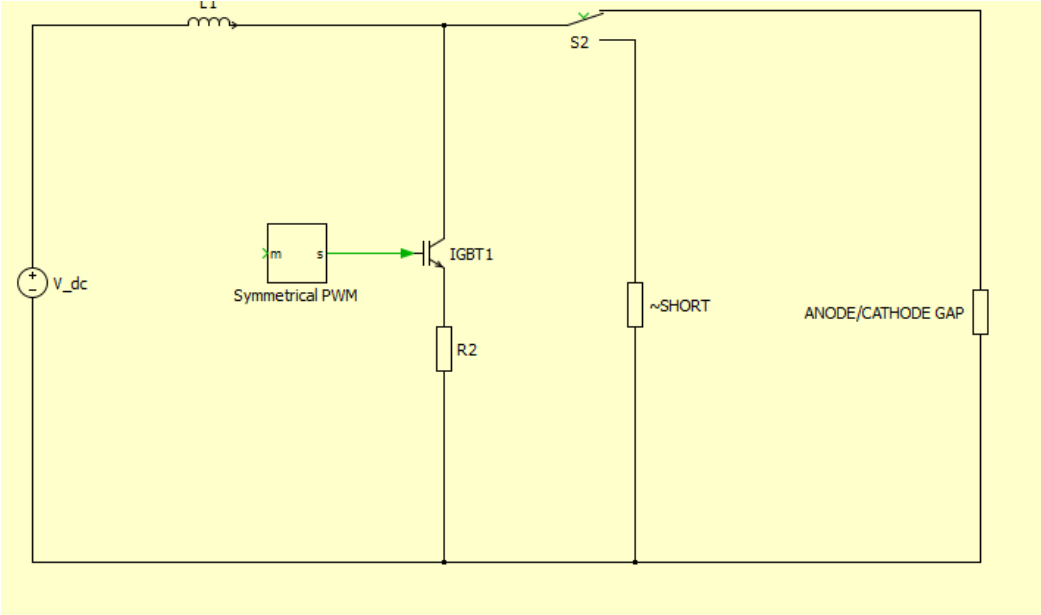 L1
S2
m
s
IGBT1
+
−
V_dc
Symmetrical PWM
~SHORT
ANODE/CATHODE GAP
R2